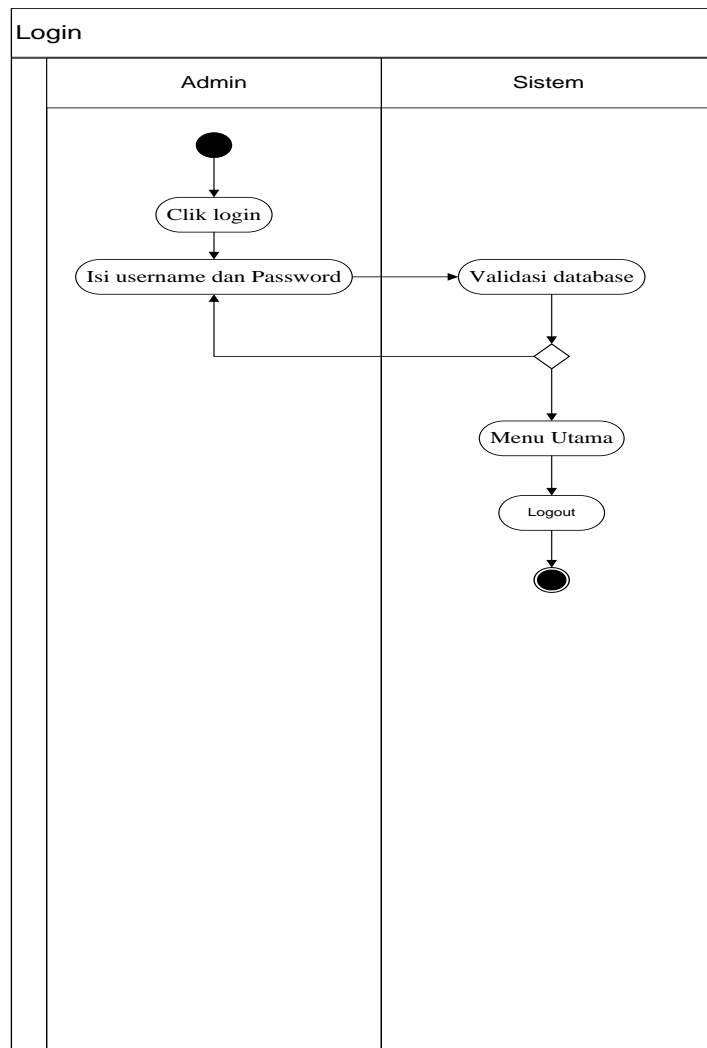 Login
Admin
Sistem
Clik login
Isi username dan Password
Validasi database
Menu Utama
Logout